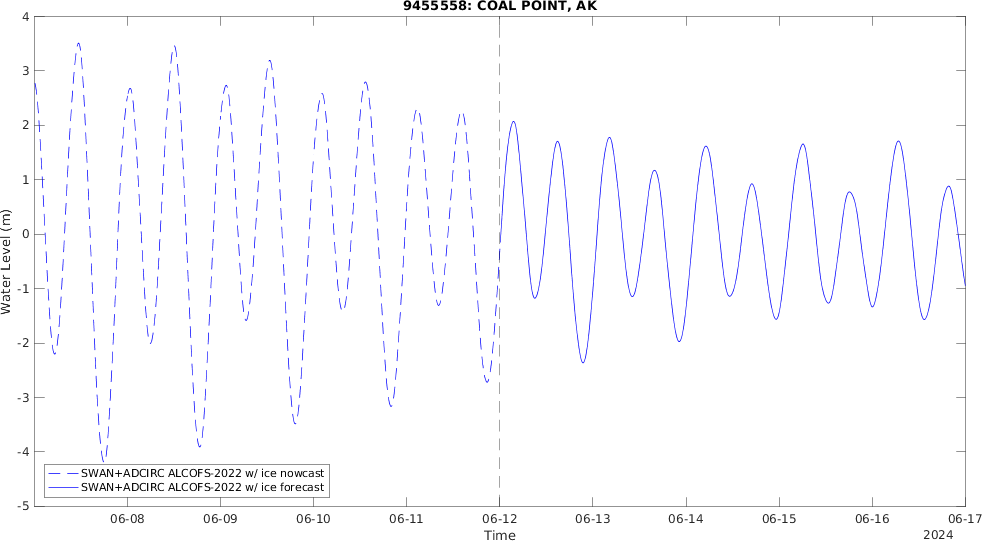 9455558: COAL POINT, AK
4
3
2
1
0
-1
-2
-3
-4
-5
Water Level (m)
SWAN+ADCIRC ALCOFS-2022 w/ ice nowcast
SWAN+ADCIRC ALCOFS-2022 w/ ice forecast
06-08 06-09 06-10 06-11 06-12 06-13 06-14 06-15 06-16 06-17
Time
2024